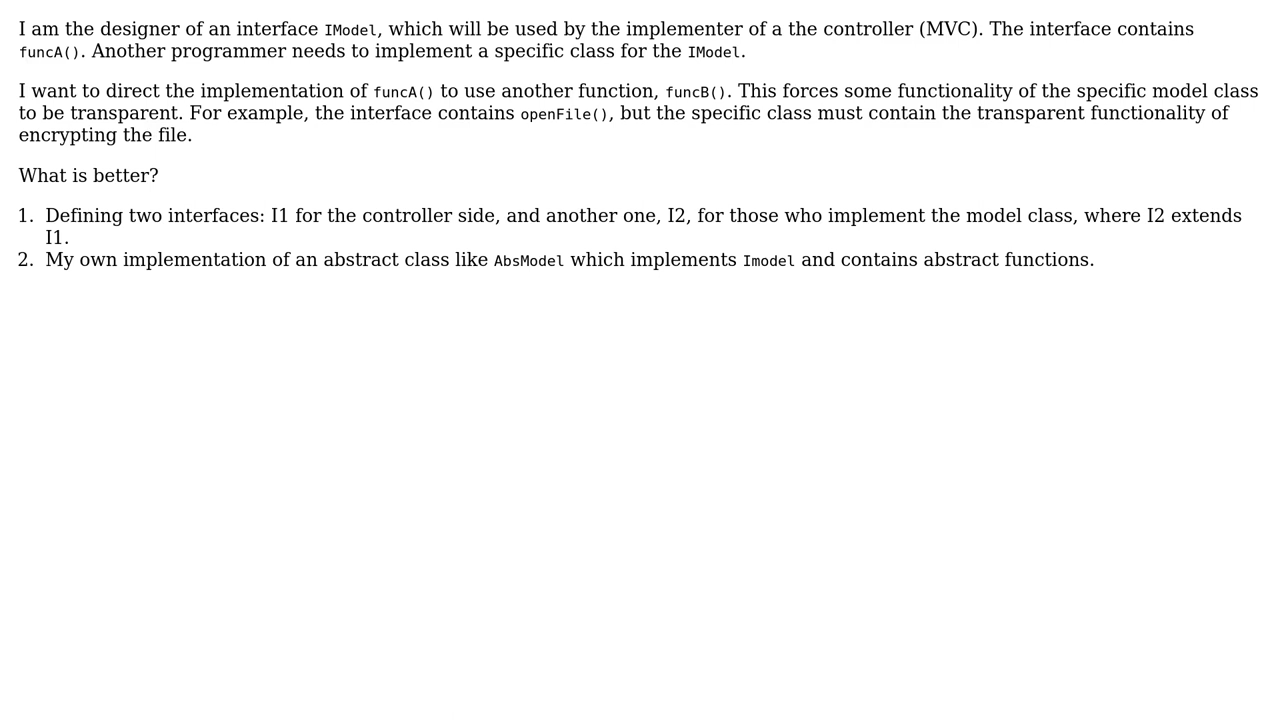 I am the designer of an interface IModel, which will be used by the implementer of a the controller (MVC). The interface contains
funcA(). Another programmer needs to implement a specific class for the IModel.
I want to direct the implementation of funcA() to use another function, funcB(). This forces some functionality of the specific model class
to be transparent. For example, the interface contains openFile(), but the specific class must contain the transparent functionality of
encrypting the file.
What is better?
1. Defining two interfaces: I1 for the controller side, and another one, I2, for those who implement the model class, where I2 extends
I1.
2. My own implementation of an abstract class like AbsModel which implements Imodel and contains abstract functions.